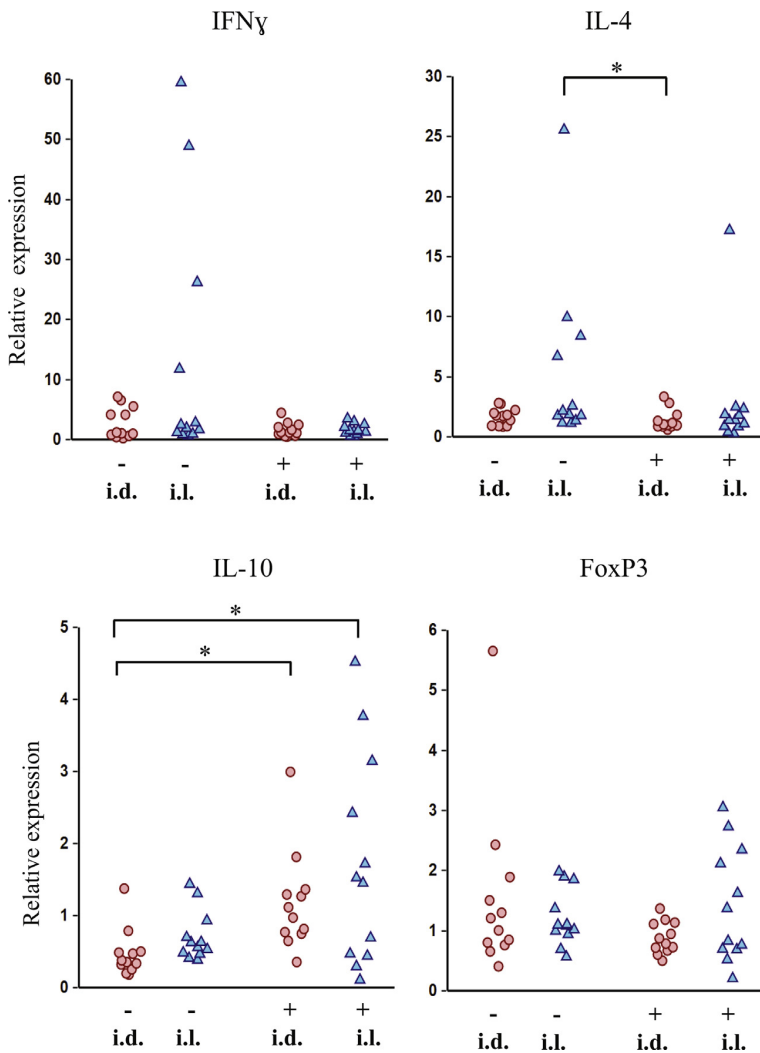 IFNɣ
IL-4
60
50
40
30
20
10
0
Relative expression
30
25
20
15
10
5
0
*
- - + +
i.d. i.l. i.d. i.l.
- - + +
i.d. i.l. i.d. i.l.
IL-10
FoxP3
5
4
3
2
1
0
Relative expression
*
*
6
5
4
3
2
1
0
- - + +
i.d. i.l. i.d. i.l.
- - + +
i.d. i.l. i.d. i.l.